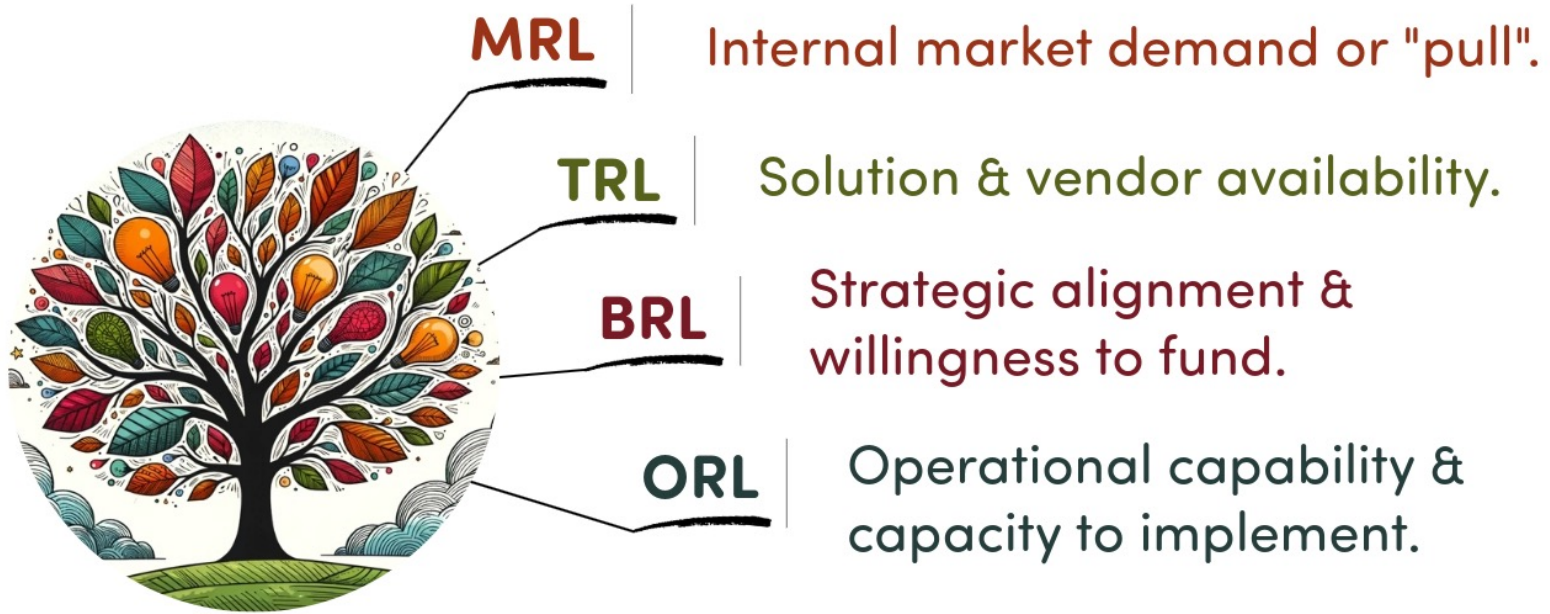 MRL
Internal market demand or "pull".
TRL
Solution & vendor availability.
BRL
Strategic alignment &
willingness to fund.
ORL
Operational capability &
capacity to implement.